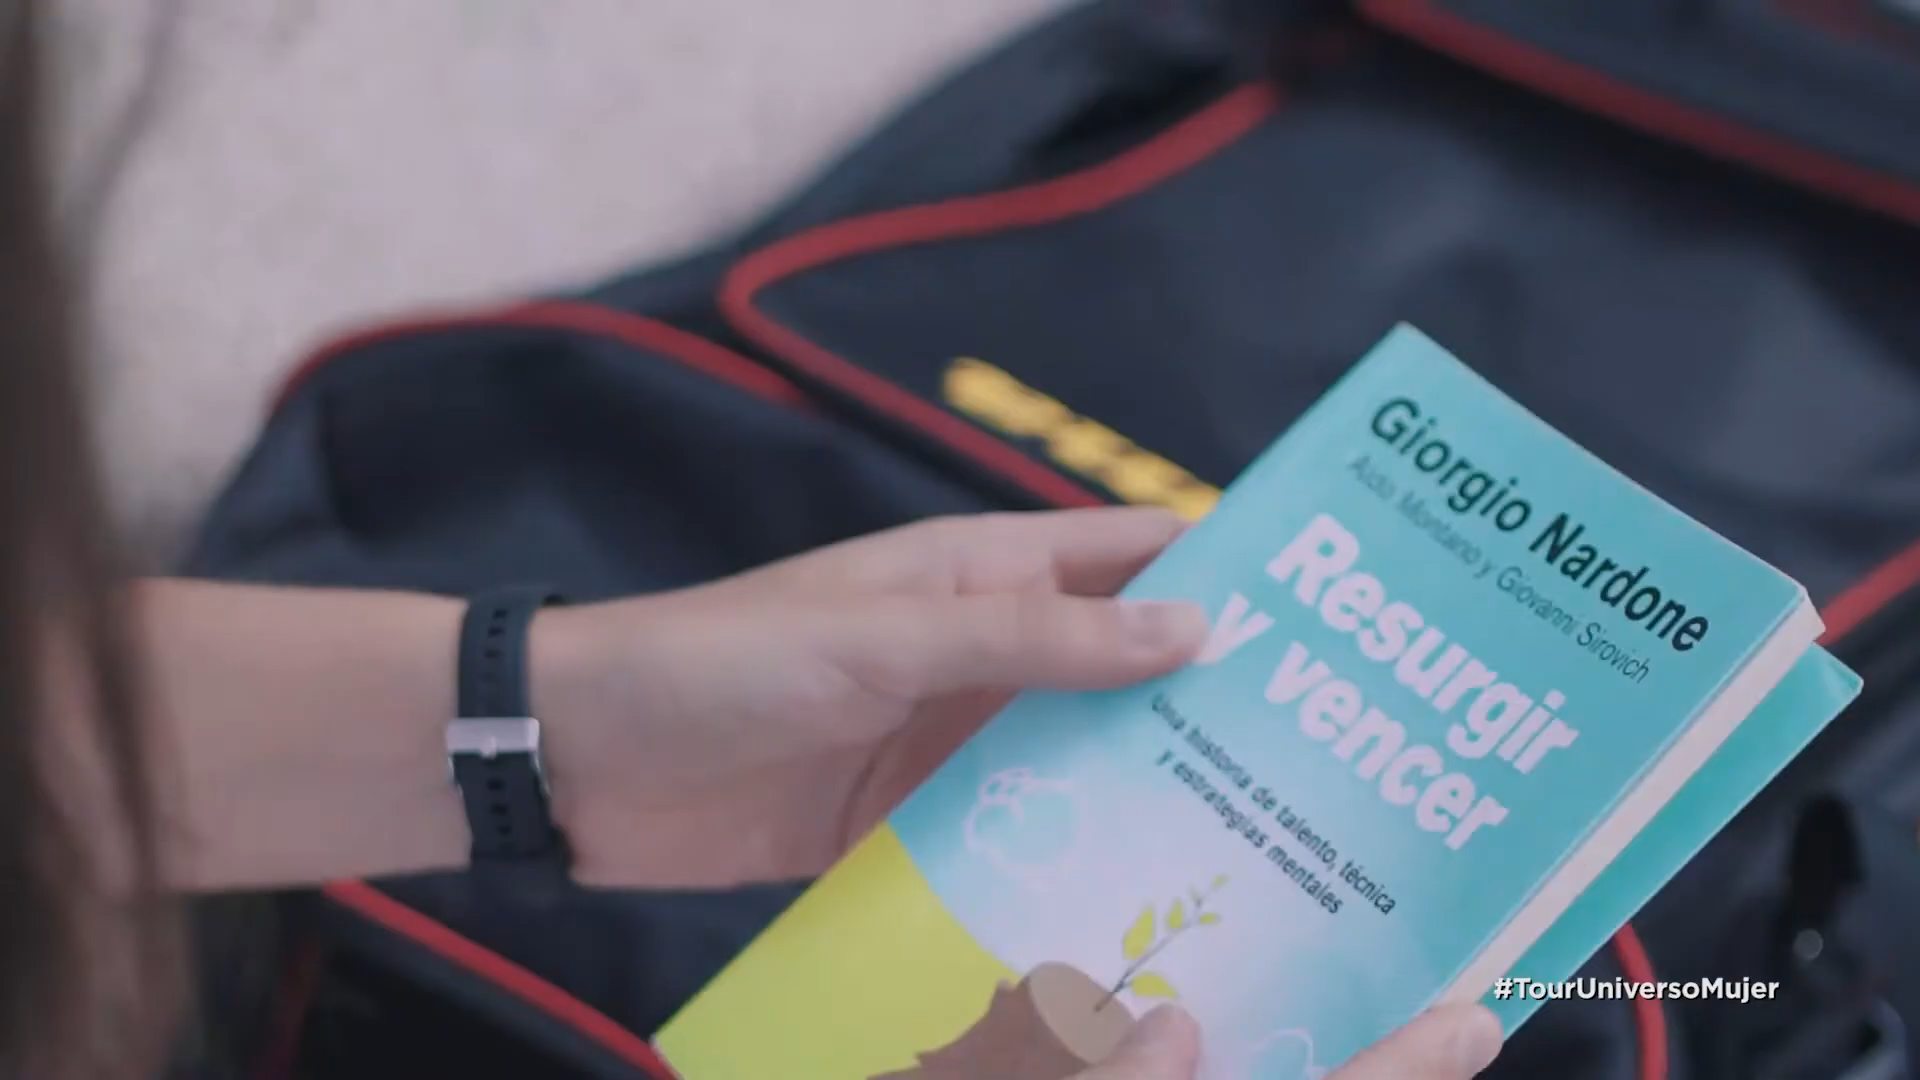 Giorgio Nardone
Aldo Montano y Giovanni Sirovich
Resurgir
y vencer
Una historia de talento, técnica
y estrategias mentales
#TourUniversoMujer